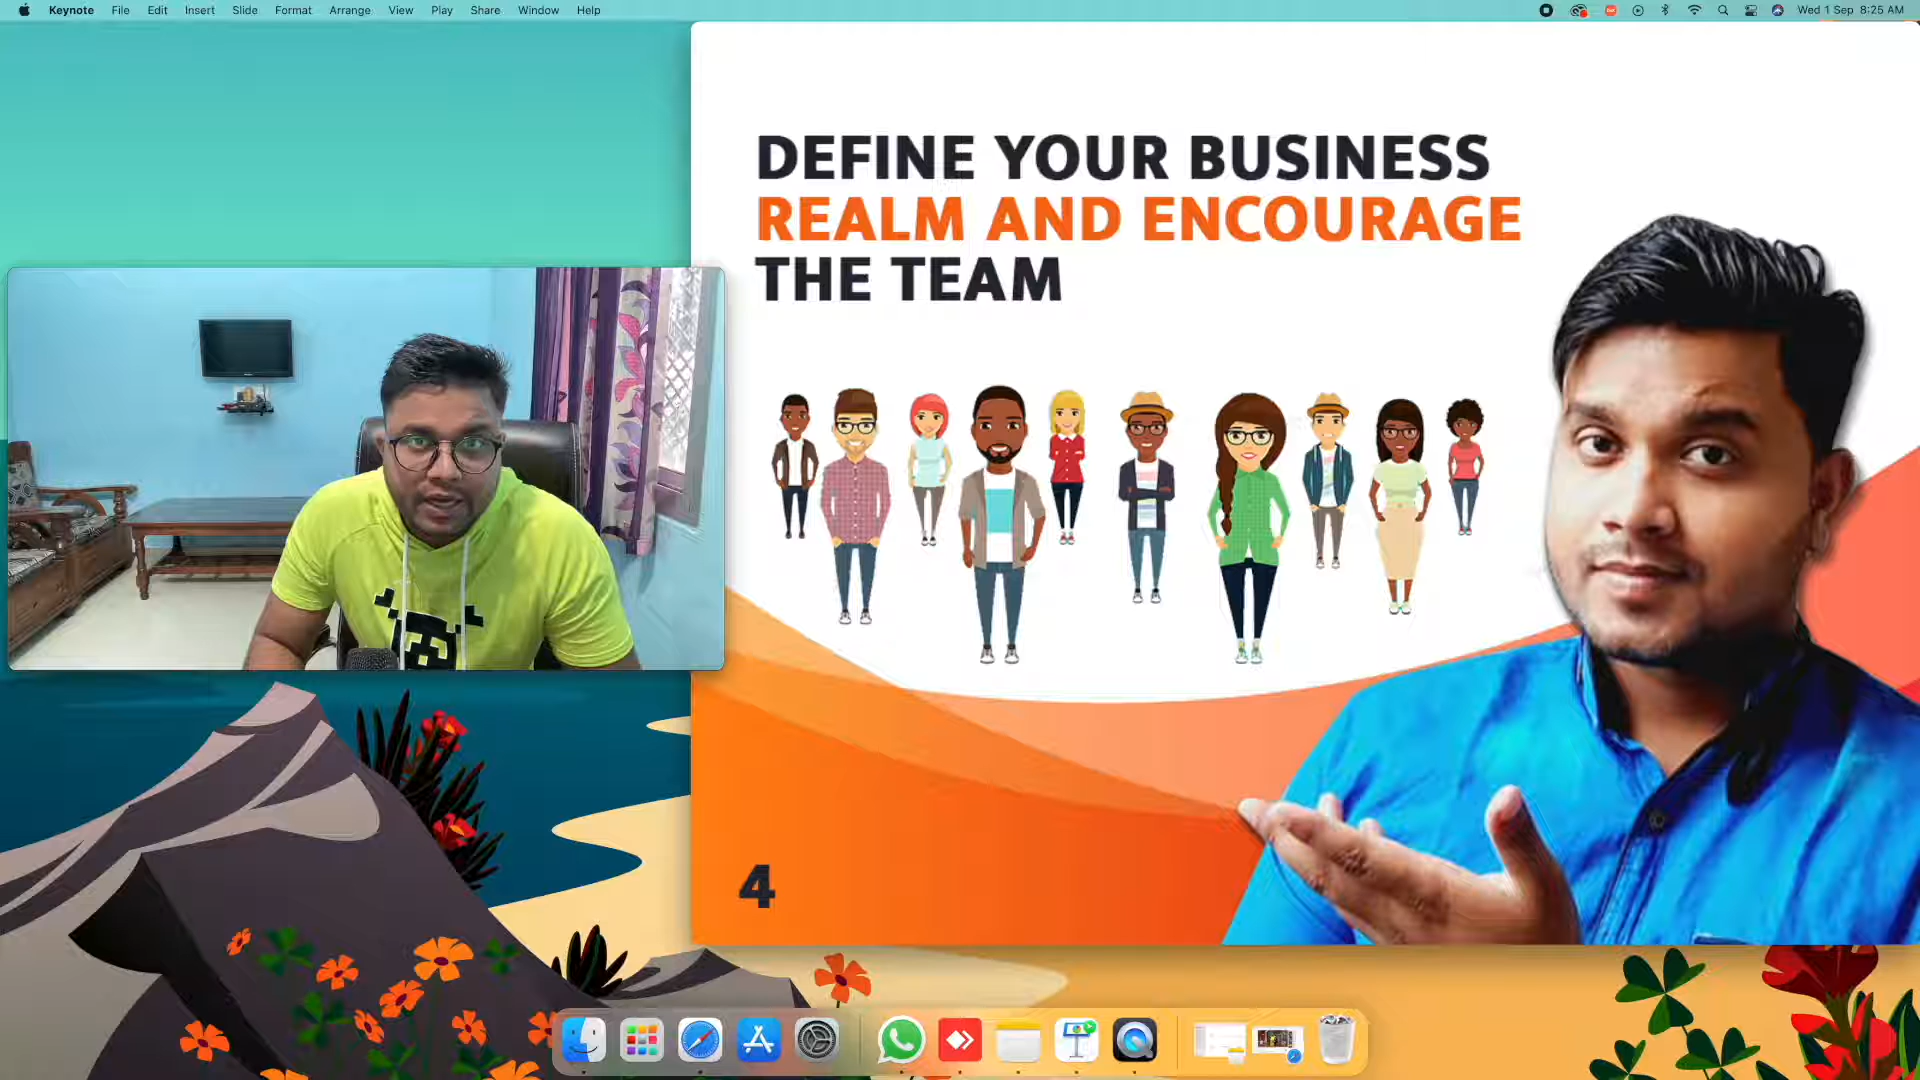 Keynote File Edit Insert Slide Format Arrange View Play Share Window Help Wed 1 Sep 8:25 AM
DEFINE YOUR BUSINESS
REALM AND ENCOURAGE
THE TEAM
4